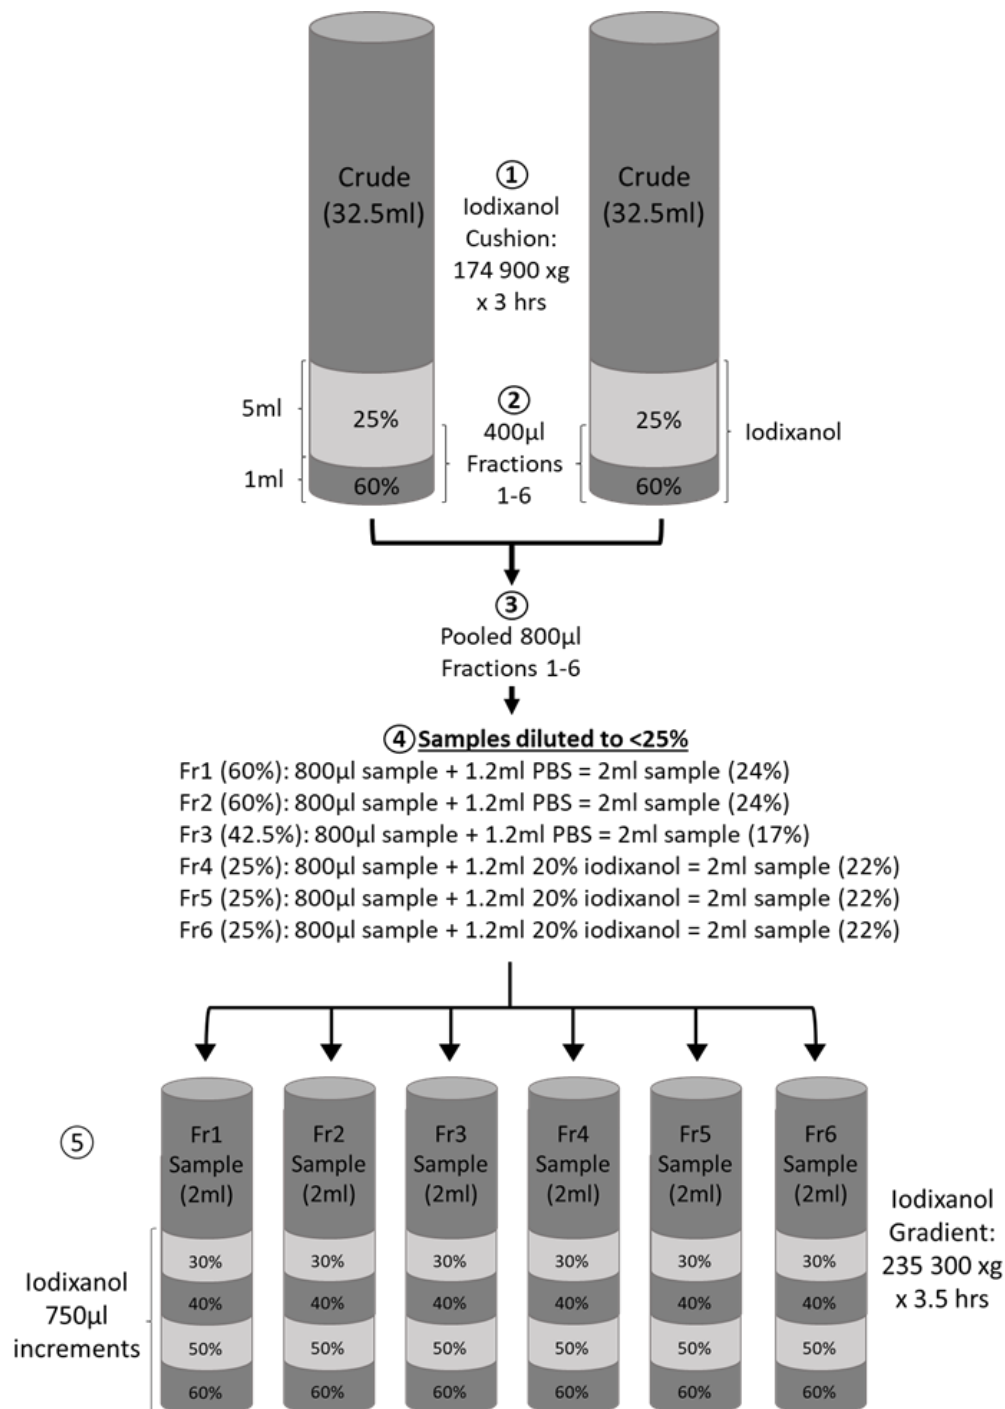 Crude
(32.5ml)
Crude
(32.5ml)
①
Iodixanol
Cushion:
174 900 xg
x 3 hrs
5ml
25%
1ml
60%
②
400µl
Fractions
1-6
25%
60%
Iodixanol
③
Pooled 800µl
Fractions 1-6
④ Samples diluted to <25%
Fr1 (60%): 800µl sample + 1.2ml PBS = 2ml sample (24%)
Fr2 (60%): 800µl sample + 1.2ml PBS = 2ml sample (24%)
Fr3 (42.5%): 800µl sample + 1.2ml PBS = 2ml sample (17%)
Fr4 (25%): 800µl sample + 1.2ml 20% iodixanol = 2ml sample (22%)
Fr5 (25%): 800µl sample + 1.2ml 20% iodixanol = 2ml sample (22%)
Fr6 (25%): 800µl sample + 1.2ml 20% iodixanol = 2ml sample (22%)
⑤
Fr1
Sample
(2ml)
Fr2
Sample
(2ml)
Fr3
Sample
(2ml)
Fr4
Sample
(2ml)
Fr5
Sample
(2ml)
Fr6
Sample
(2ml)
Iodixanol
Gradient:
235 300 xg
x 3.5 hrs
Iodixanol
750µl
increments
30% 30% 30% 30% 30% 30%
40% 40% 40% 40% 40% 40%
50% 50% 50% 50% 50% 50%
60% 60% 60% 60% 60% 60%